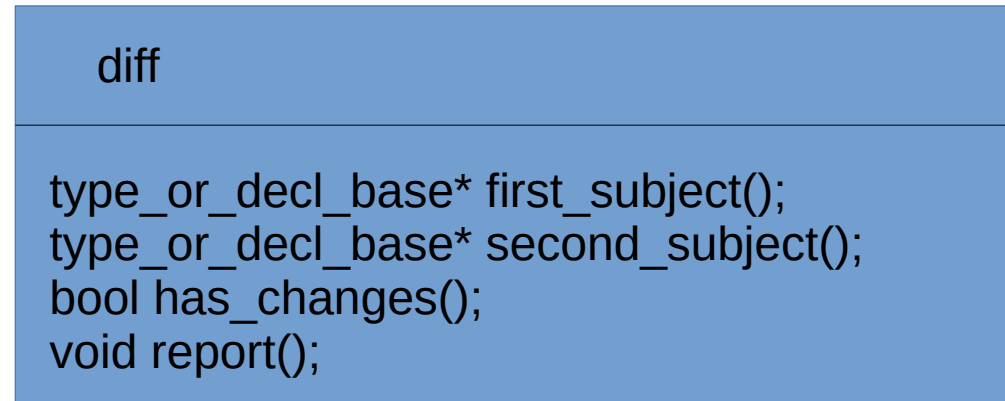 diff
type_or_decl_base* first_subject();
type_or_decl_base* second_subject();
bool has_changes();
void report();